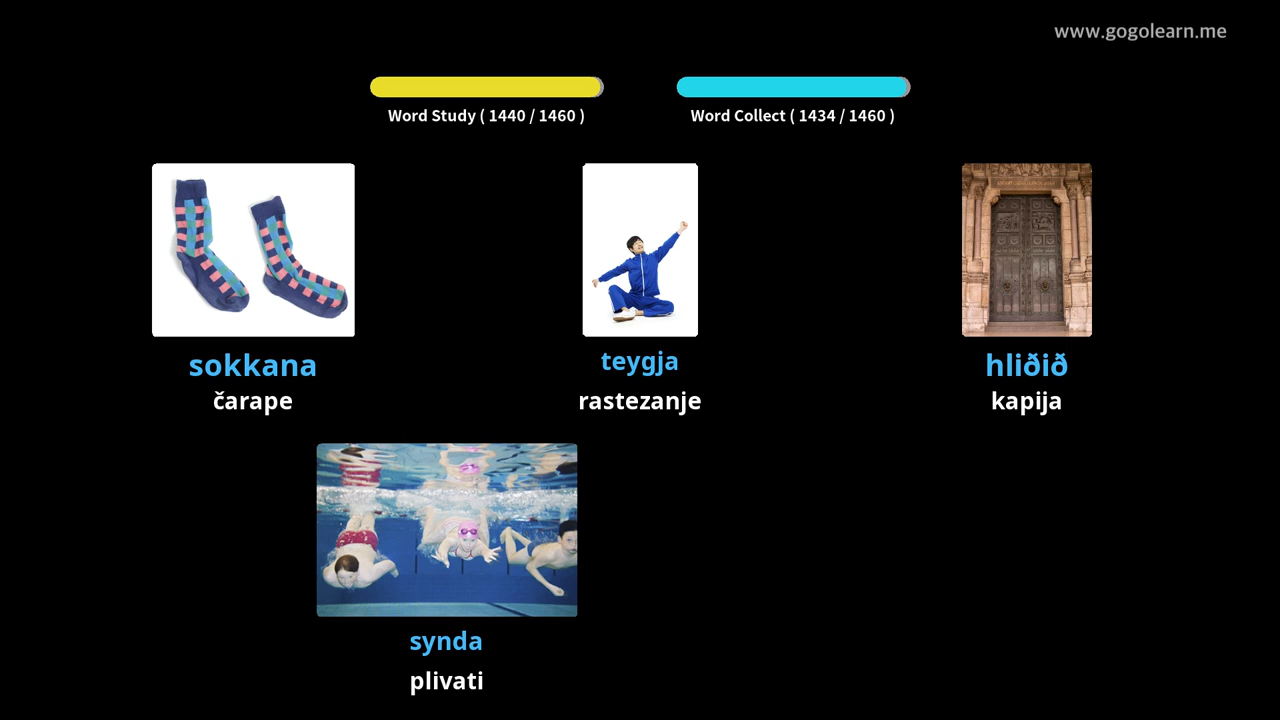 www.gogolearn.me
Word Study ( 1440 / 1460 )
Word Collect ( 1434 / 1460 )
sokkana
čarape
teygja
rastezanje
hliðið
kapija
synda
plivati